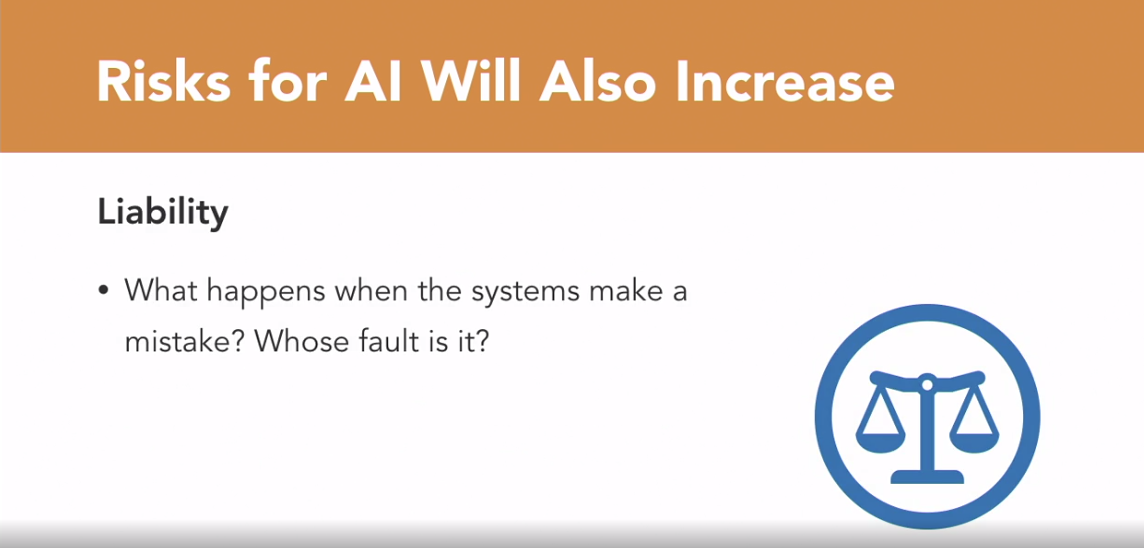 Risks for AI Will Also Increase
Liability
• What happens when the systems make a
mistake? Whose fault is it?